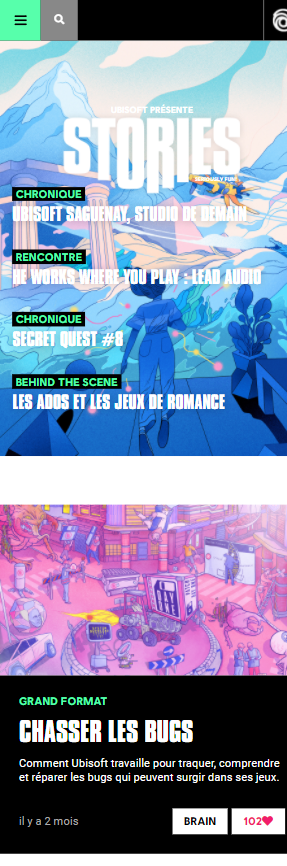 UBISOFT PRÉSENTE
STORIES
CHRONIQUE
UBISOFT SAGUENAY, STUDIO DE DEMAIN
RENCONTRE
HE WORKS WHERE YOU PLAY : LEAD AUDIO
CHRONIQUE
SECRET QUEST #8
BEHIND THE SCENE
LES ADOS ET LES JEUX DE ROMANCE
GRAND FORMAT
CHASSER LES BUGS
Comment Ubisoft travaille pour traquer, comprendre
et réparer les bugs qui peuvent surgir dans ses jeux.
il y a 2 mois
BRAIN
102